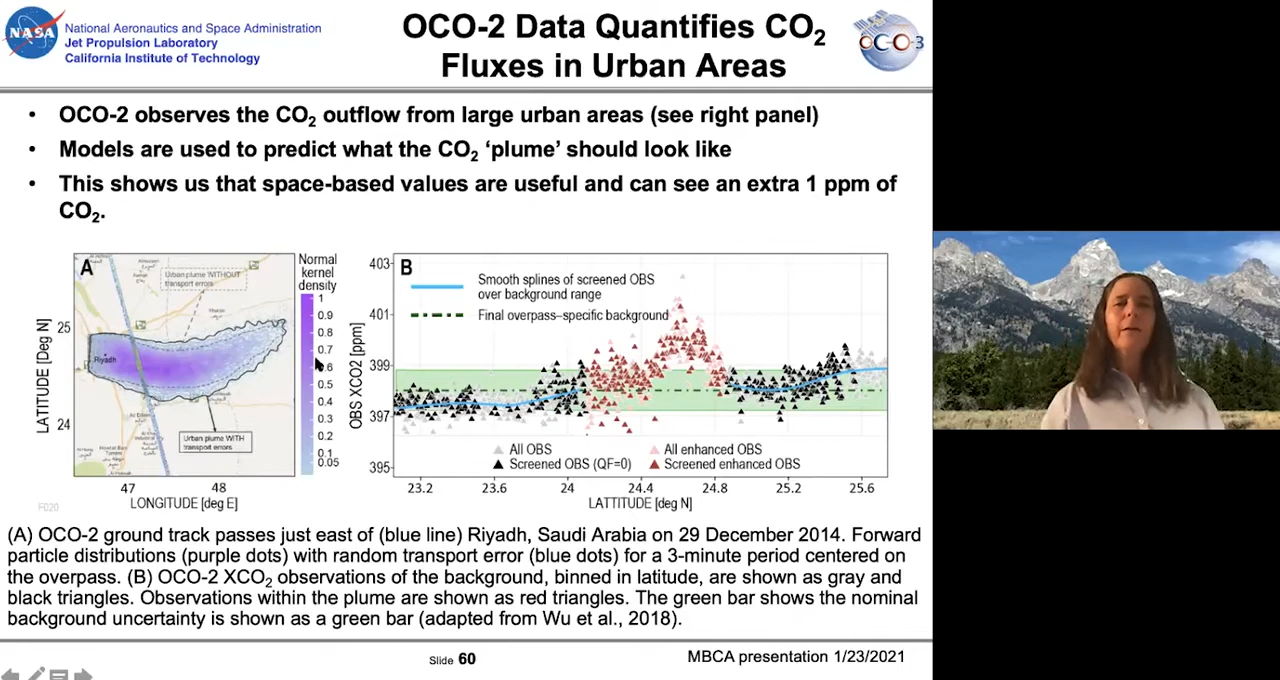 NASA
National Aeronautics and Space Administration
Jet Propulsion Laboratory
California Institute of Technology
OCO-2 Data Quantifies CO2
Fluxes in Urban Areas
OCO-3
• OCO-2 observes the CO2 outflow from large urban areas (see right panel)
• Models are used to predict what the CO2 ‘plume’ should look like
• This shows us that space-based values are useful and can see an extra 1 ppm of
CO2.
A
Urban plume WITHOUT
transport errors
Riyadh
Urban plume WITH
transport errors
LATITUDE [Deg N]
25
24
47 48
LONGITUDE [deg E]
F020
Normal
kernel
density
1
0.9
0.8
0.7
0.6
0.5
0.4
0.3
0.2
0.1
0.05
B
Smooth splines of screened OBS
over background range
Final overpass–specific background
OBS XCO2 [ppm]
403
401
399
397
395
All OBS
Screened OBS (QF=0)
All enhanced OBS
Screened enhanced OBS
23.2 23.6 24 24.4 24.8 25.2 25.6
LATTITUDE [deg N]
(A) OCO-2 ground track passes just east of (blue line) Riyadh, Saudi Arabia on 29 December 2014. Forward
particle distributions (purple dots) with random transport error (blue dots) for a 3-minute period centered on
the overpass. (B) OCO-2 XCO2 observations of the background, binned in latitude, are shown as gray and
black triangles. Observations within the plume are shown as red triangles. The green bar shows the nominal
background uncertainty is shown as a green bar (adapted from Wu et al., 2018).
Slide 60
MBCA presentation 1/23/2021